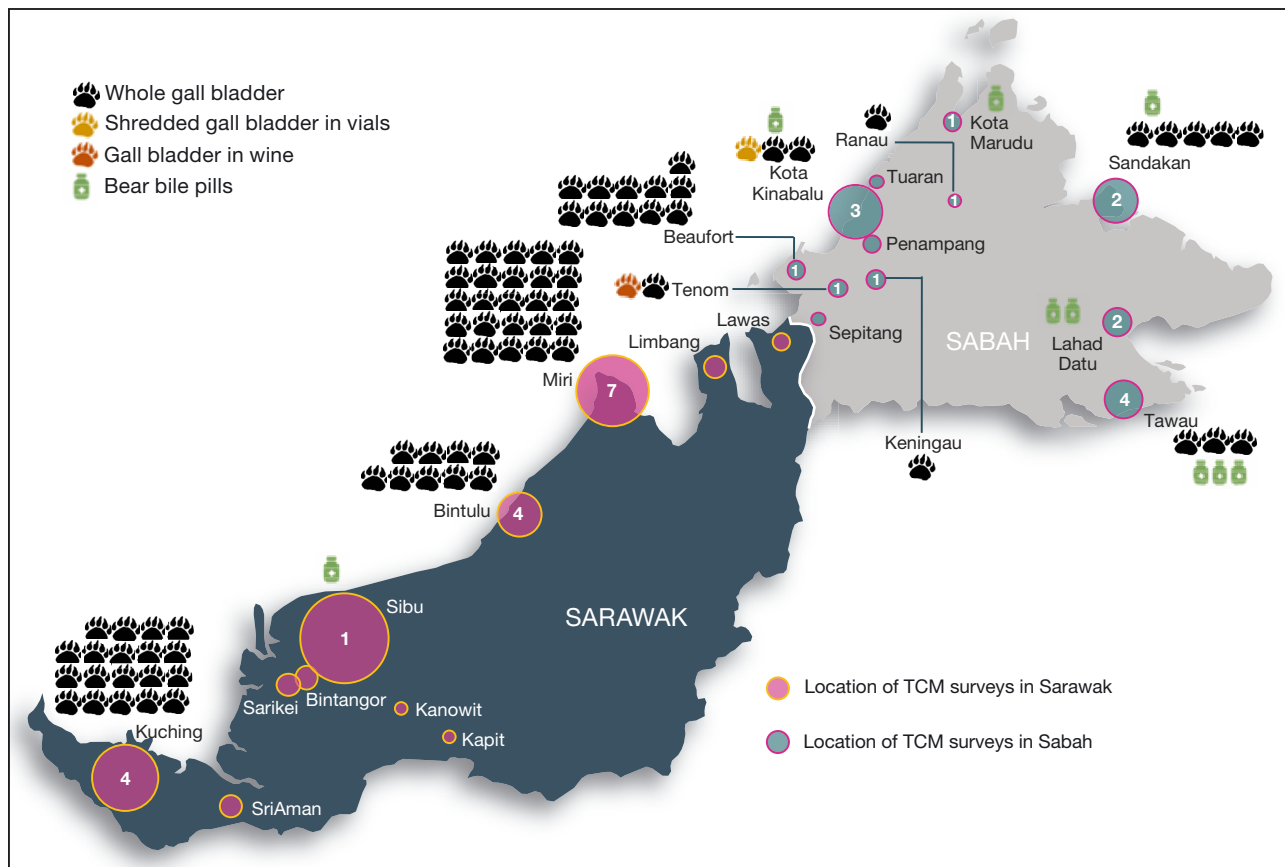 Whole gall bladder
Shredded gall bladder in vials
Gall bladder in wine
Bear bile pills
Ranau
1
Kota
Marudu
Sandakan
2
Kota
Kinabalu
Tuaran
3
1
Penampang
Beaufort
1
Tenom
1
1
Sepitang
SABAH
Lahad
Datu
2
Lawas
Limbang
Miri
7
4
Tawau
Keningau
Bintulu
4
Sibu
1
SARAWAK
Sarikei
Bintangor
Kanowit
Kapit
Kuching
4
SriAman
Location of TCM surveys in Sarawak
Location of TCM surveys in Sabah